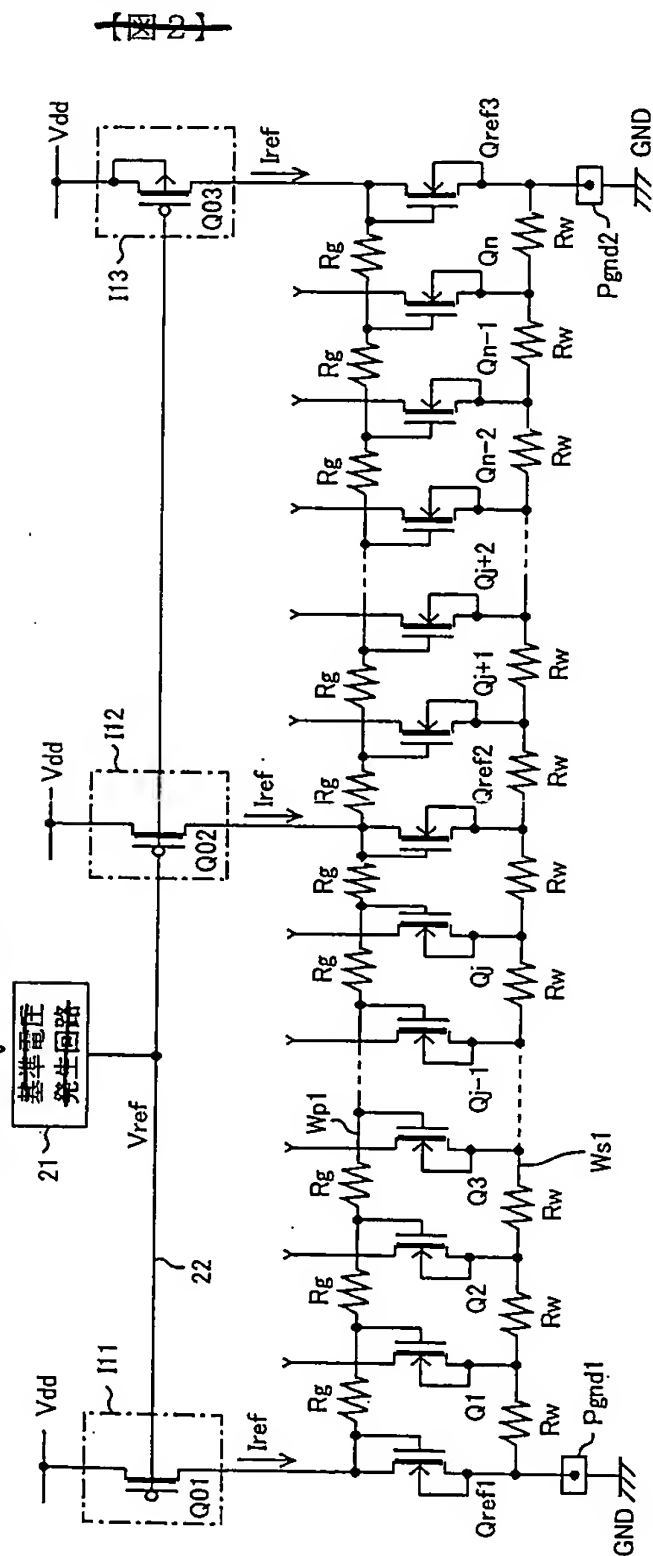 【図2】
基準電圧
発生回路
21
Vref
22
Vdd
I11
Q01
Iref
Vdd
I12
Q02
Iref
Vdd
I13
Q03
Iref
Rg
Rg
Rg
Wp1
Rg
Rg
Rg
Rg
Rg
Rg
Rg
Qref1
Q1
Q2
Q3
Qj-1
Qj
Qref2
Qj+1
Qj+2
Qn-2
Qn-1
Qn
Qref3
Rw
Rw
Rw
Ws1
Rw
Rw
Rw
Rw
Rw
Rw
Rw
Pgnd1
GND
Pgnd2
GND